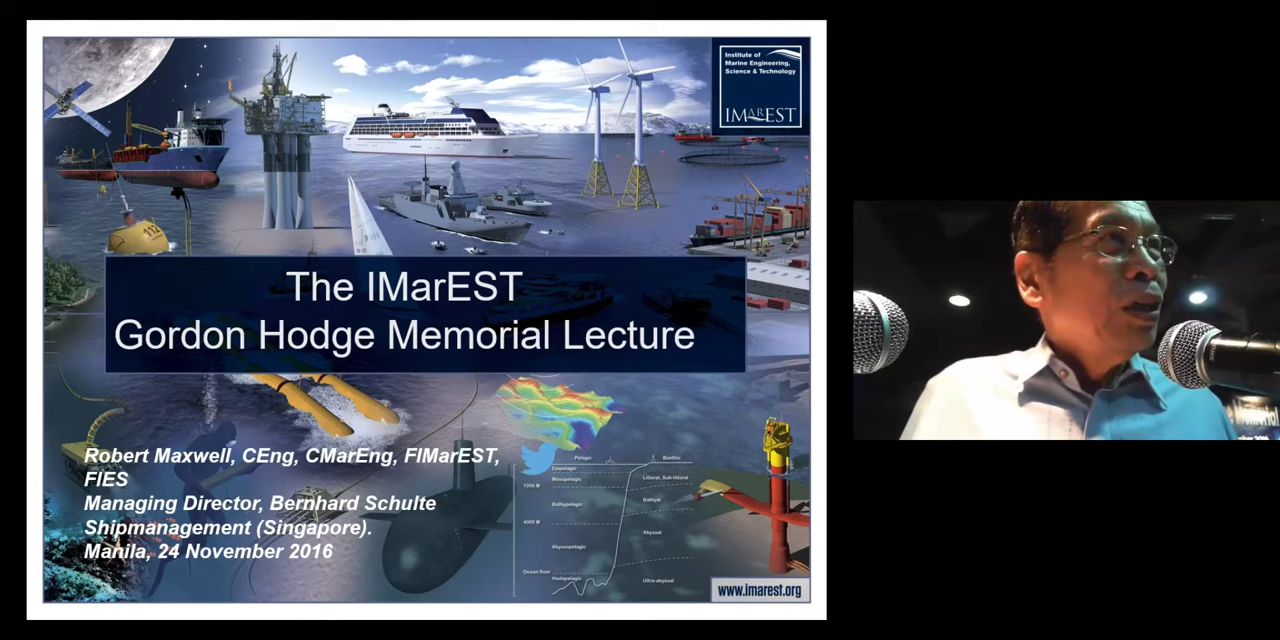 Institute of
Marine Engineering,
Science & Technology
IMarEST
112
The IMarEST
Gordon Hodge Memorial Lecture
Robert Maxwell, CEng, CMarEng, FIMarEST,
FIES
Managing Director, Bernhard Schulte
Shipmanagement (Singapore).
Manila, 24 November 2016
Pelagic
Benthic
Epipelagic
Mesopelagic
Littoral, Sub-littoral
1000 M
Bathypelagic
Bathyal
4000 M
Abyssopelagic
Abyssal
Ocean floor
Hadopelagic
Ultra-abyssal
www.imarest.org